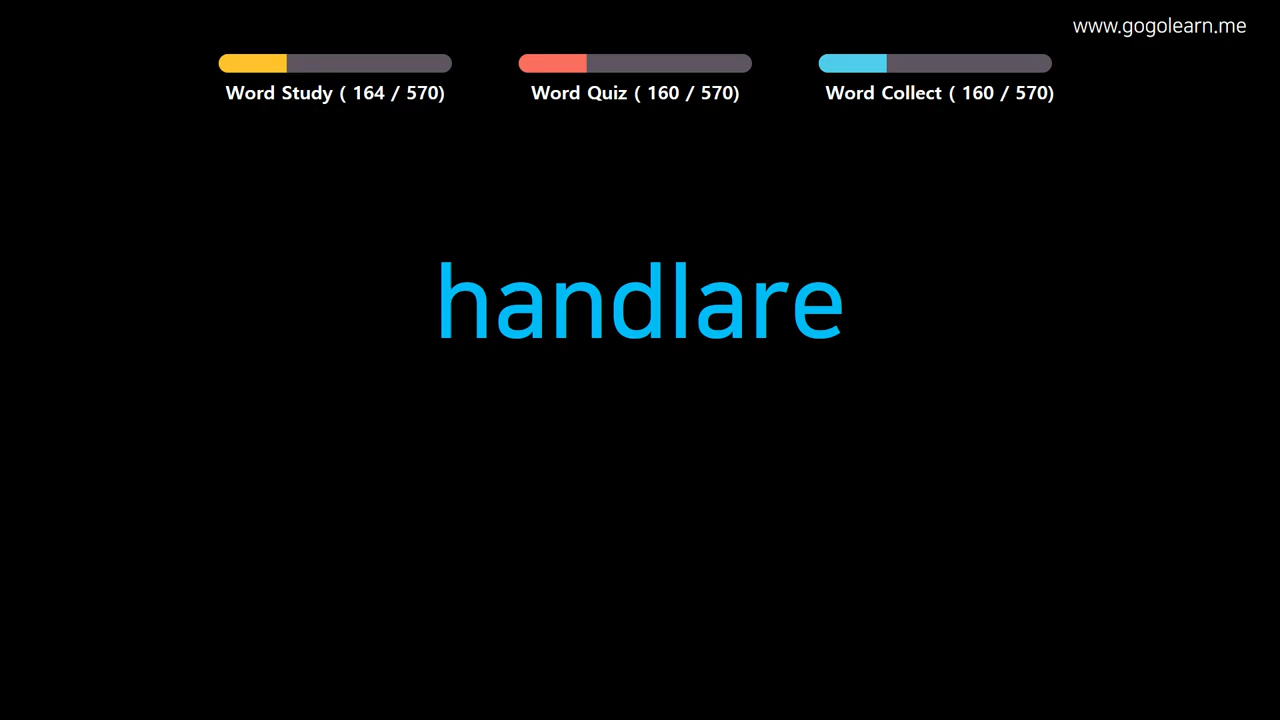 www.gogolearn.me
Word Study ( 164 / 570)
Word Quiz ( 160 / 570)
Word Collect ( 160 / 570)
handlare